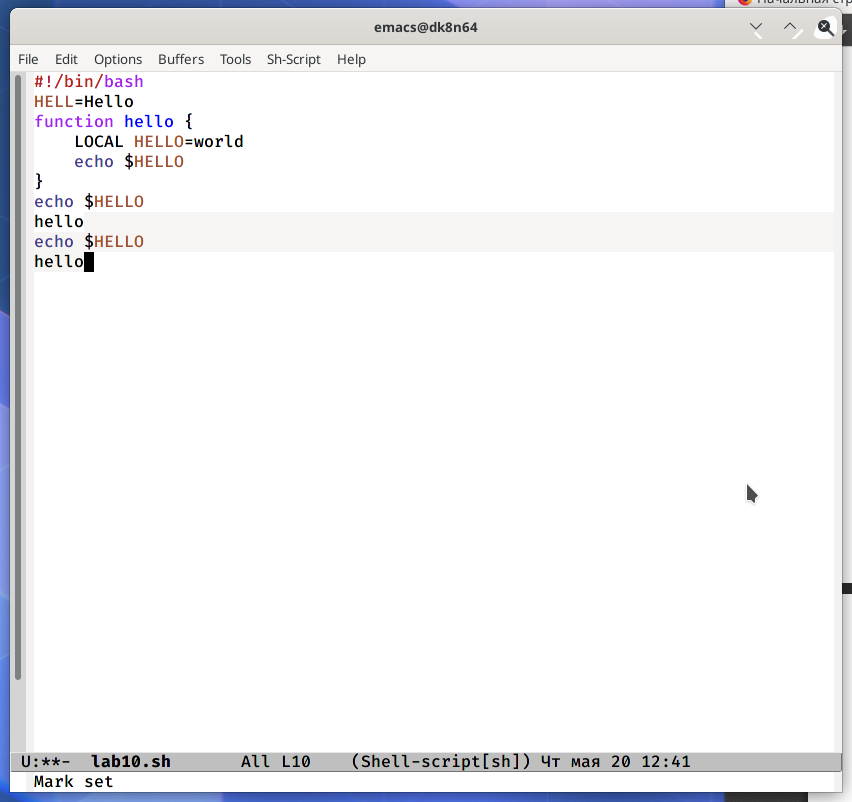 Начальная стр
emacs@dk8n64
File Edit Options Buffers Tools Sh-Script Help
#!/bin/bash
HELL=Hello
function hello {
    LOCAL HELLO=world
    echo $HELLO
}
echo $HELLO
hello
echo $HELLO
hello
U:**-  lab10.sh       All L10    (Shell-script[sh]) Чт мая 20 12:41
Mark set